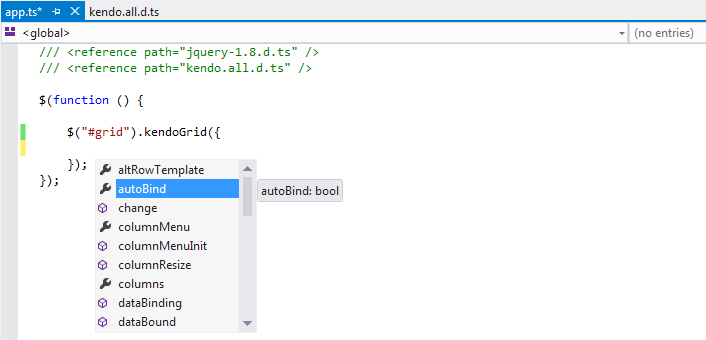 app.ts* kendo.all.d.ts
<global> (no entries)
/// <reference path="jquery-1.8.d.ts" />
/// <reference path="kendo.all.d.ts" />
$(function () {
$("#grid").kendoGrid({
});
});
altRowTemplate
autoBind autoBind: bool
change
columnMenu
columnMenuInit
columnResize
columns
dataBinding
dataBound